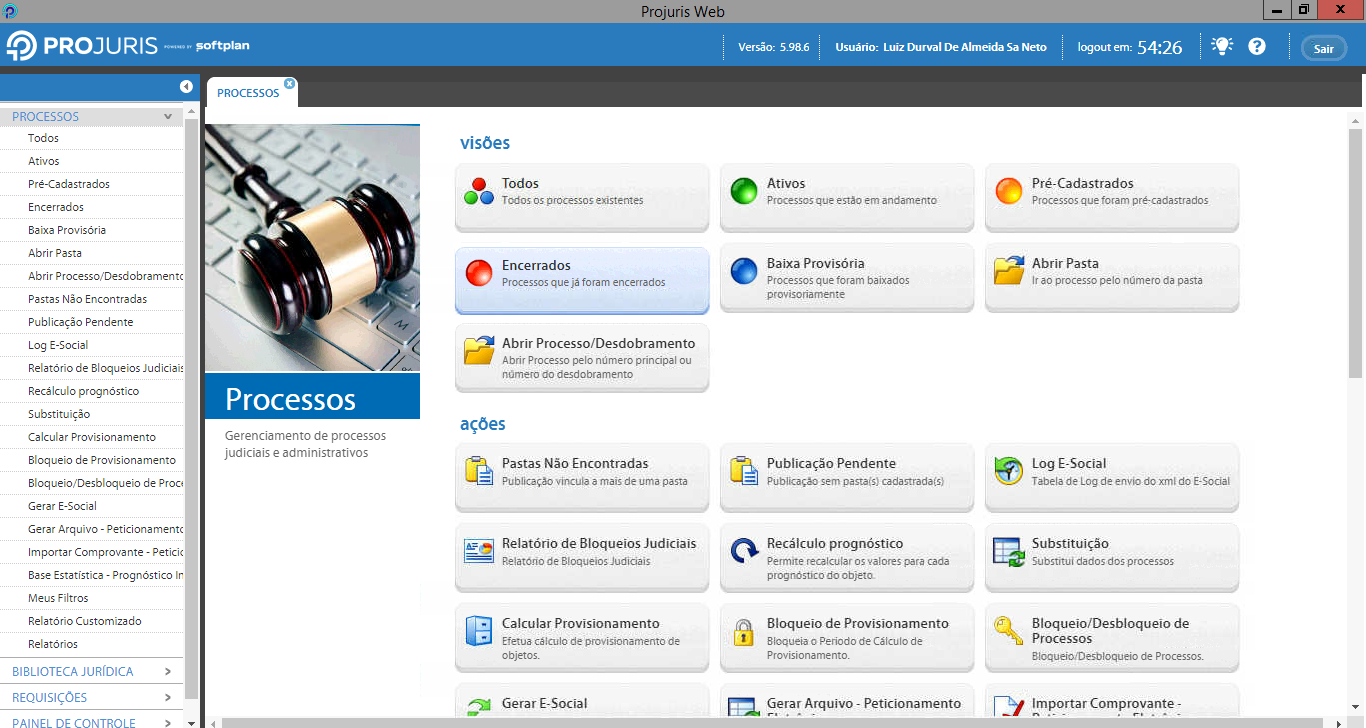 Projuris Web
PROJURIS POWERED BY softplan
Versão: 5.98.6
Usuário: Luiz Durval De Almeida Sa Neto
logout em: 54:26
Sair
PROCESSOS
Todos
Ativos
Pré-Cadastrados
Encerrados
Baixa Provisória
Abrir Pasta
Abrir Processo/Desdobramento
Pastas Não Encontradas
Publicação Pendente
Log E-Social
Relatório de Bloqueios Judiciais
Recálculo prognóstico
Substituição
Calcular Provisionamento
Bloqueio de Provisionamento
Bloqueio/Desbloqueio de Proce
Gerar E-Social
Gerar Arquivo - Peticionamento
Importar Comprovante - Petici
Base Estatística - Prognóstico In
Meus Filtros
Relatório Customizado
Relatórios
BIBLIOTECA JURÍDICA
REQUISIÇÕES
PAINEL DE CONTROLE
PROCESSOS
Processos
Gerenciamento de processos
judiciais e administrativos
visões
Todos
Todos os processos existentes
Ativos
Processos que estão em andamento
Pré-Cadastrados
Processos que foram pré-cadastrados
Encerrados
Processos que já foram encerrados
Baixa Provisória
Processos que foram baixados
provisoriamente
Abrir Pasta
Ir ao processo pelo número da pasta
Abrir Processo/Desdobramento
Abrir Processo pelo número principal ou
número do desdobramento
ações
Pastas Não Encontradas
Publicação vincula a mais de uma pasta
Publicação Pendente
Publicação sem pasta(s) cadastrada(s)
Log E-Social
Tabela de Log de envio do xml do E-Social
Relatório de Bloqueios Judiciais
Relatório de Bloqueios Judiciais
Recálculo prognóstico
Permite recalcular os valores para cada
prognóstico do objeto.
Substituição
Substitui dados dos processos
Calcular Provisionamento
Efetua cálculo de provisionamento de
objetos.
Bloqueio de Provisionamento
Bloqueia o Periodo de Cálculo de
Provisionamento.
Bloqueio/Desbloqueio de
Processos
Bloqueio/Desbloqueio de Processos.
Gerar E-Social
Gerar Arquivo - Peticionamento
Importar Comprovante -